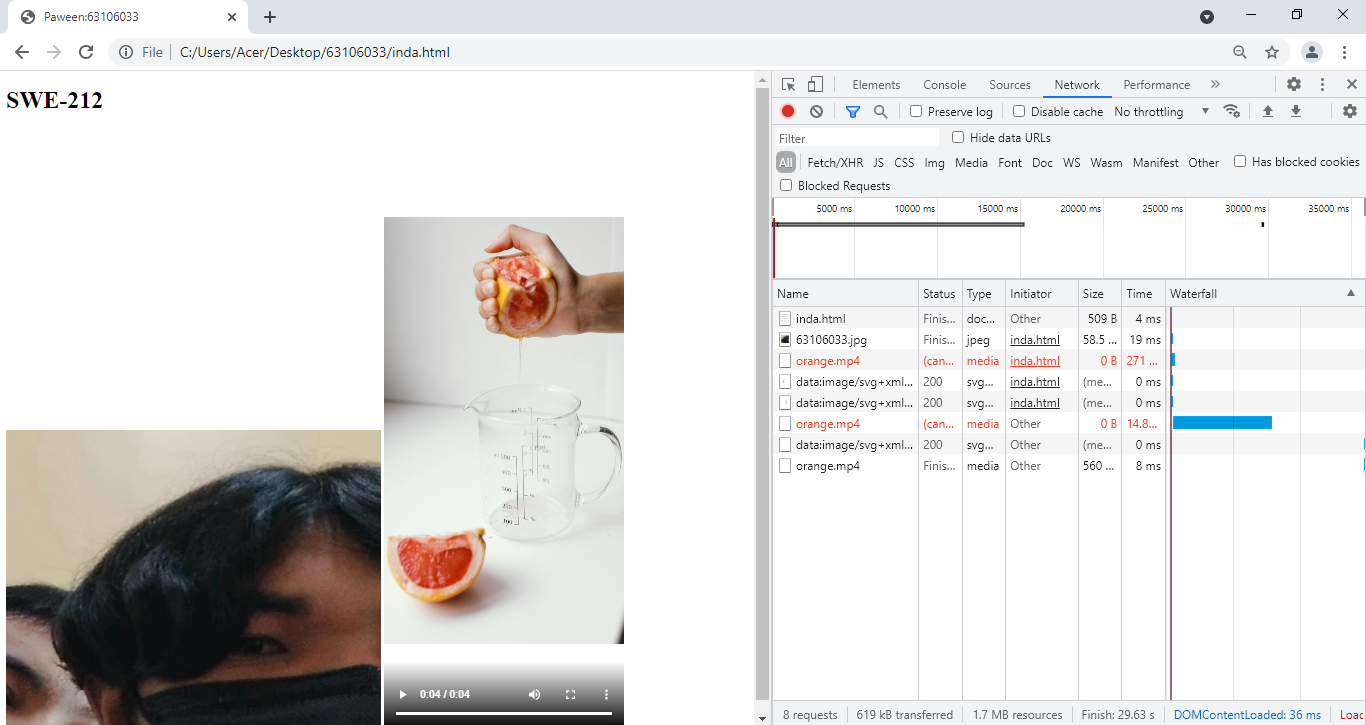 Paween:63106033
File C:/Users/Acer/Desktop/63106033/inda.html
SWE-212
0:04 / 0:04
Elements Console Sources Network Performance »
Preserve log Disable cache No throttling
Filter Hide data URLs
All Fetch/XHR JS CSS Img Media Font Doc WS Wasm Manifest Other Has blocked cookies
Blocked Requests
5000 ms 10000 ms 15000 ms 20000 ms 25000 ms 30000 ms 35000 ms
Name Status Type Initiator Size Time Waterfall
inda.html Finis... doc... Other 509 B 4 ms
63106033.jpg Finis... jpeg inda.html 58.5 ... 19 ms
orange.mp4 (can... media inda.html 0 B 271 ...
data:image/svg+xml... 200 svg... inda.html (me... 0 ms
data:image/svg+xml... 200 svg... inda.html (me... 0 ms
orange.mp4 (can... media Other 0 B 14.8...
data:image/svg+xml... 200 svg... Other (me... 0 ms
orange.mp4 Finis... media Other 560 ... 8 ms
8 requests 619 kB transferred 1.7 MB resources Finish: 29.63 s DOMContentLoaded: 36 ms Loac